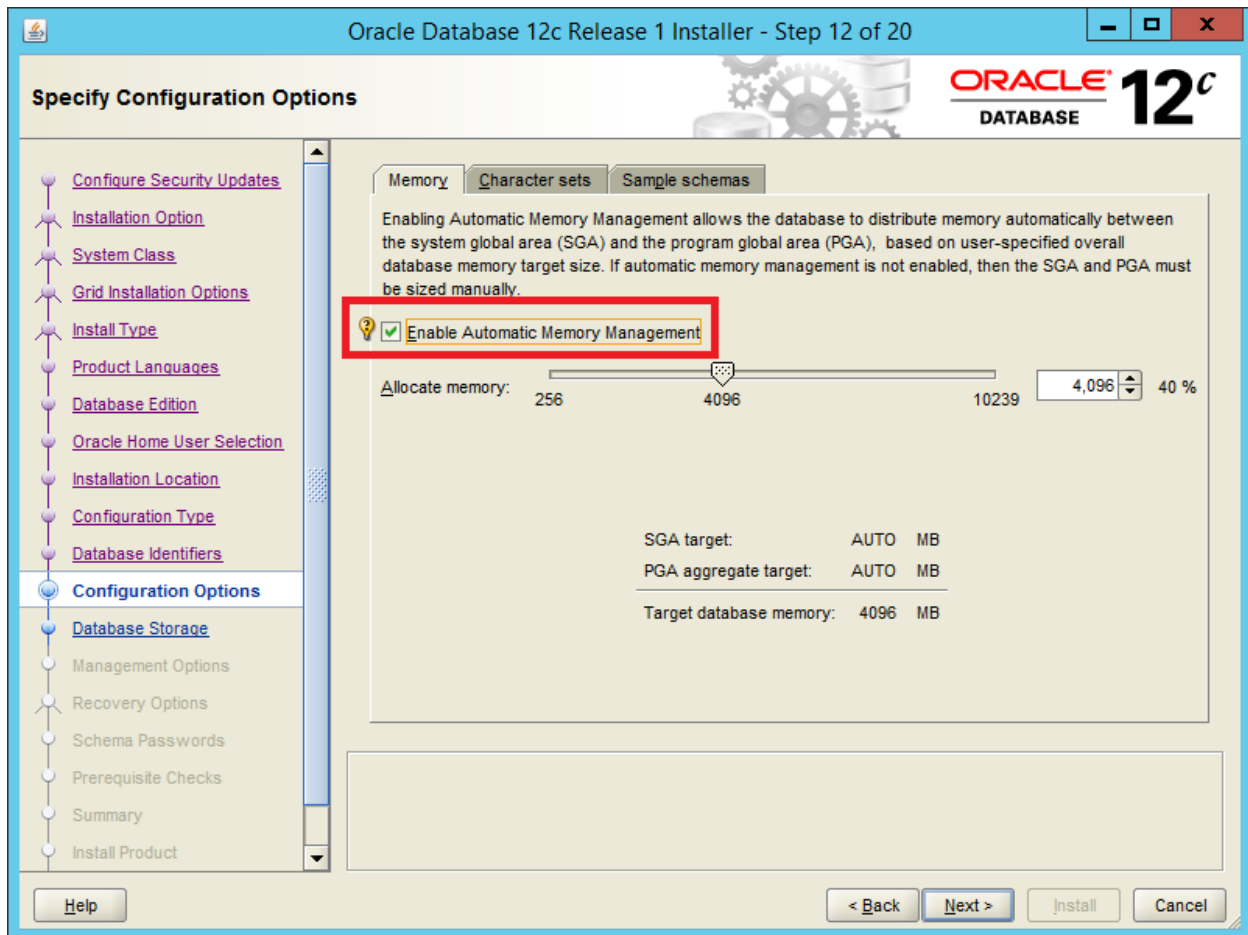 Oracle Database 12c Release 1 Installer - Step 12 of 20
Specify Configuration Options
ORACLE
DATABASE
12c
Configure Security Updates
Installation Option
System Class
Grid Installation Options
Install Type
Product Languages
Database Edition
Oracle Home User Selection
Installation Location
Configuration Type
Database Identifiers
Configuration Options
Database Storage
Management Options
Recovery Options
Schema Passwords
Prerequisite Checks
Summary
Install Product
Memory Character sets Sample schemas
Enabling Automatic Memory Management allows the database to distribute memory automatically between
the system global area (SGA) and the program global area (PGA), based on user-specified overall
database memory target size. If automatic memory management is not enabled, then the SGA and PGA must
be sized manually.
Enable Automatic Memory Management
Allocate memory: 256 4096 10239 4,096 40 %
SGA target: AUTO MB
PGA aggregate target: AUTO MB
Target database memory: 4096 MB
Help < Back Next > Install Cancel